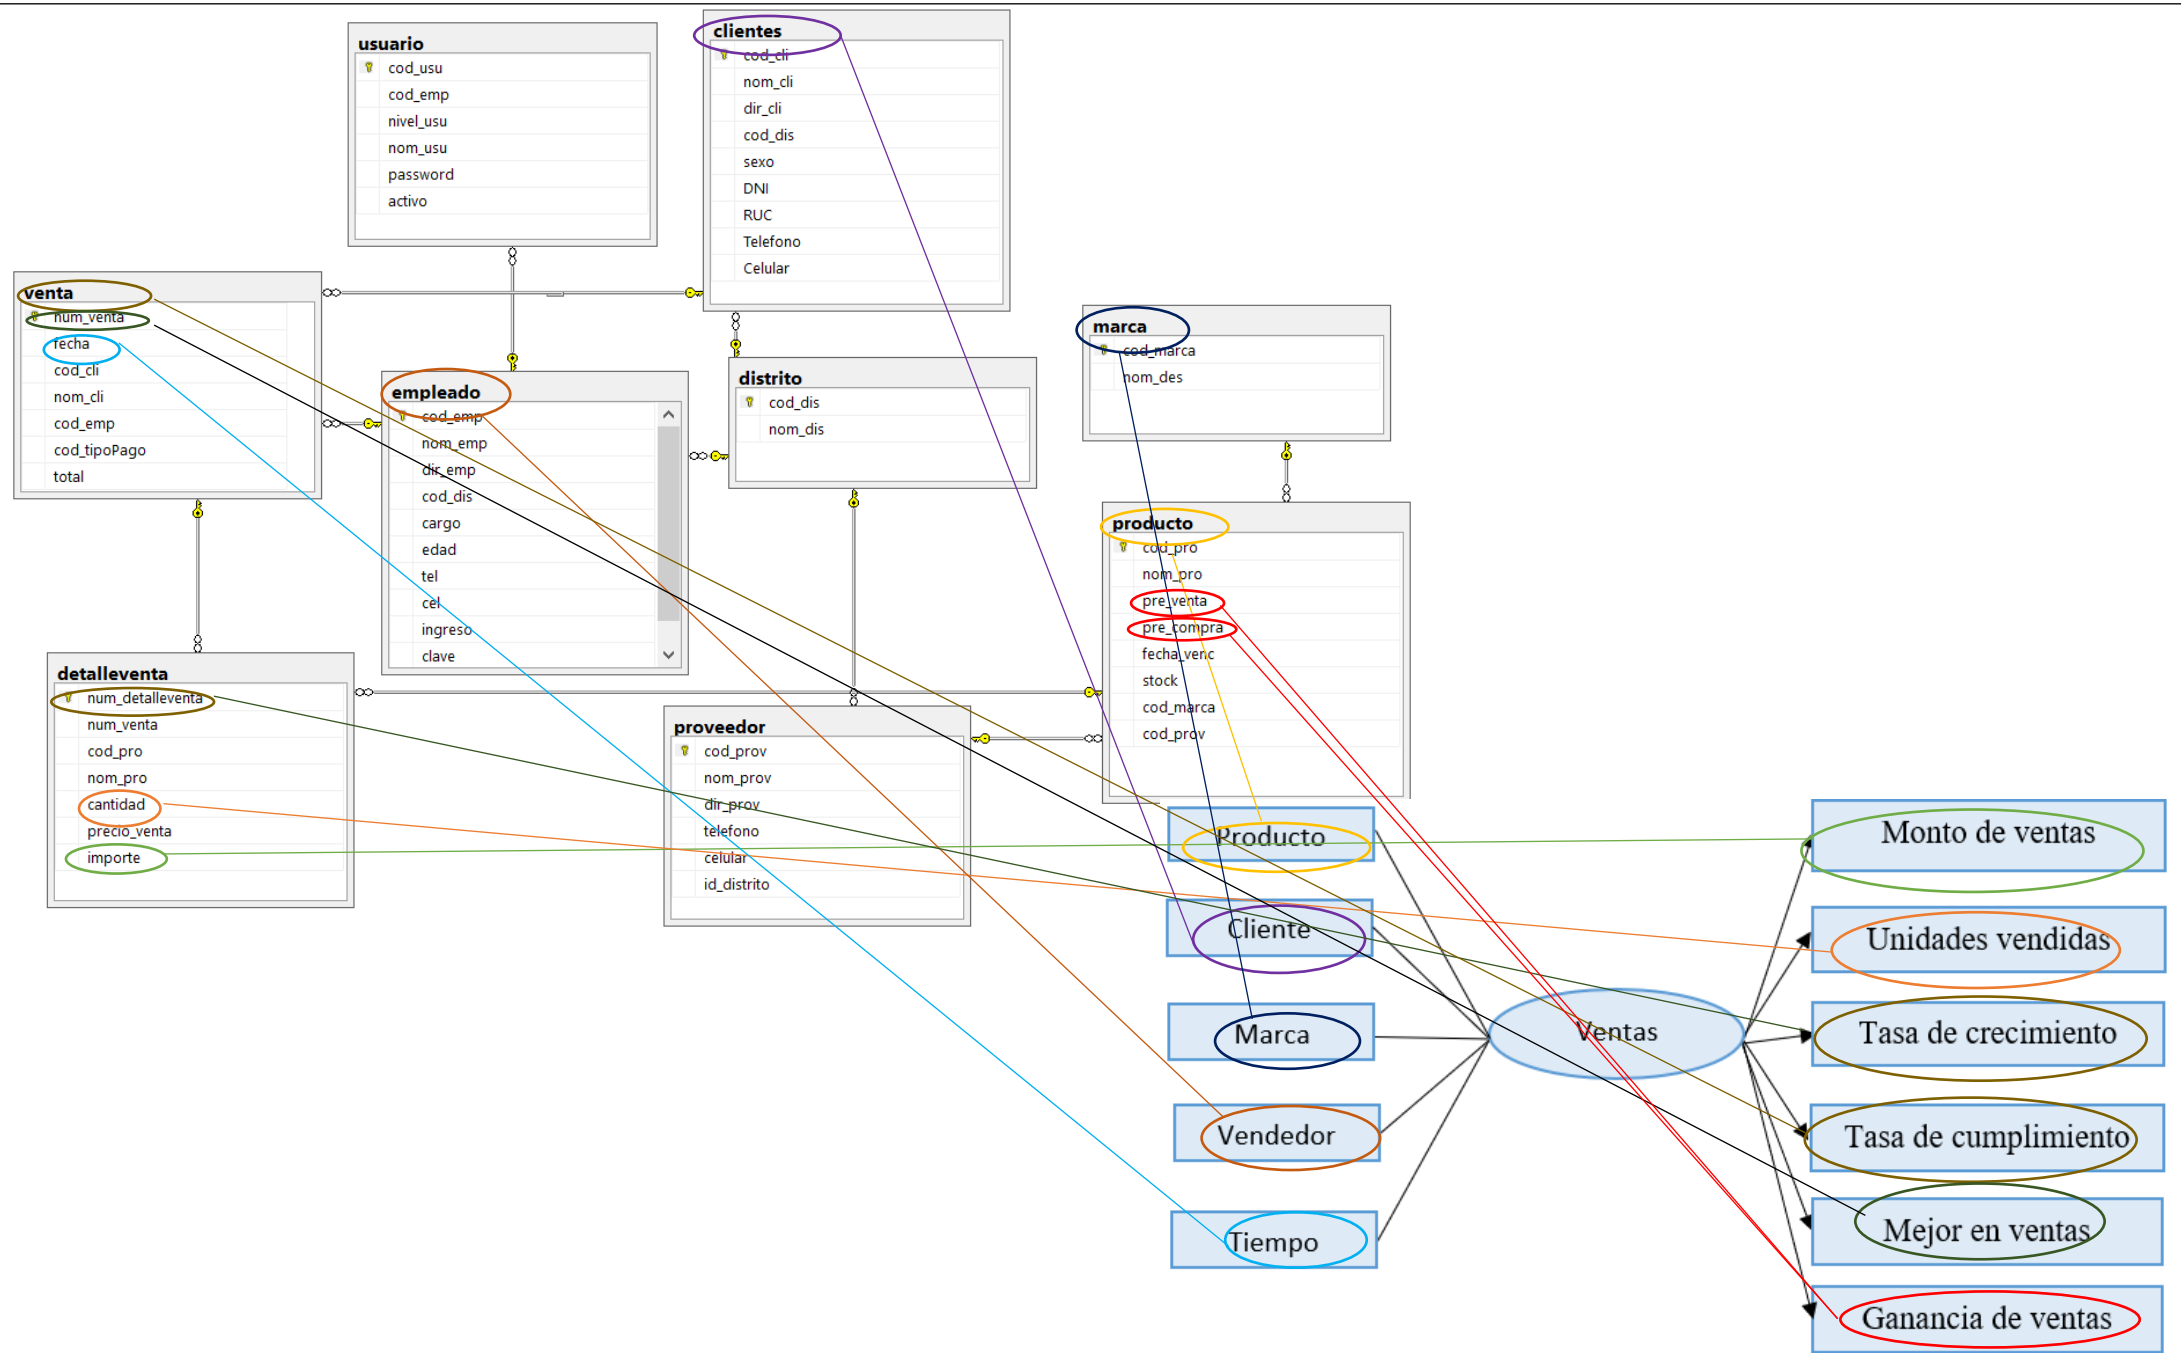 usuario
cod_usu
cod_emp
nivel_usu
nom_usu
password
activo
clientes
cod_cli
nom_cli
dir_cli
cod_dis
sexo
DNI
RUC
Telefono
Celular
venta
num_venta
fecha
cod_cli
nom_cli
cod_emp
cod_tipoPago
total
empleado
cod_emp
nom_emp
dir_emp
cod_dis
cargo
edad
tel
cel
ingreso
clave
distrito
cod_dis
nom_dis
marca
cod_marca
nom_des
producto
cod_pro
nom_pro
pre_venta
pre_compra
fecha_venc
stock
cod_marca
cod_prov
detalleventa
num_detalleventa
num_venta
cod_pro
nom_pro
cantidad
precio_venta
importe
proveedor
cod_prov
nom_prov
dir_prov
telefono
celular
id_distrito
Producto
Cliente
Marca
Vendedor
Tiempo
Ventas
Monto de ventas
Unidades vendidas
Tasa de crecimiento
Tasa de cumplimiento
Mejor en ventas
Ganancia de ventas